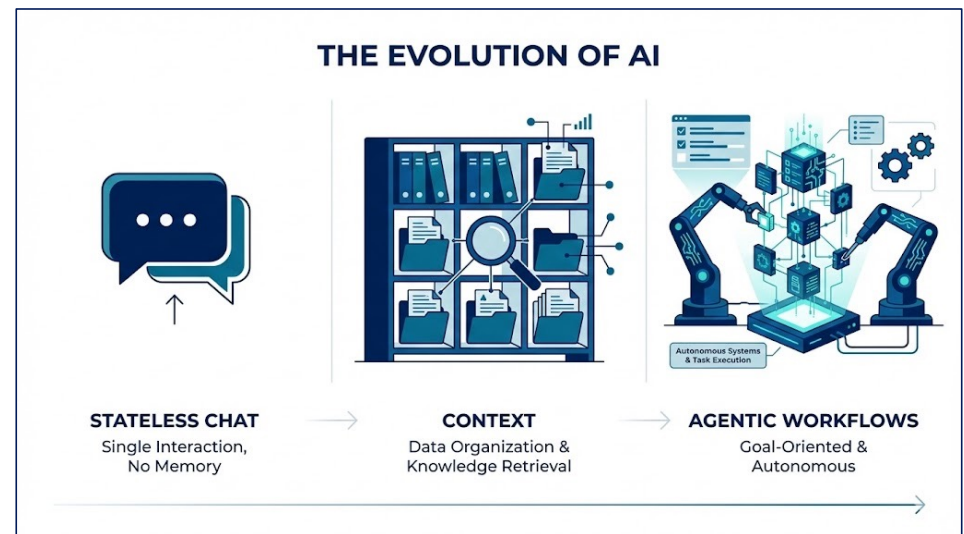 THE EVOLUTION OF AI
Autonomous Systems
& Task Execution
STATELESS CHAT
Single Interaction,
No Memory
CONTEXT
Data Organization &
Knowledge Retrieval
AGENTIC WORKFLOWS
Goal-Oriented &
Autonomous